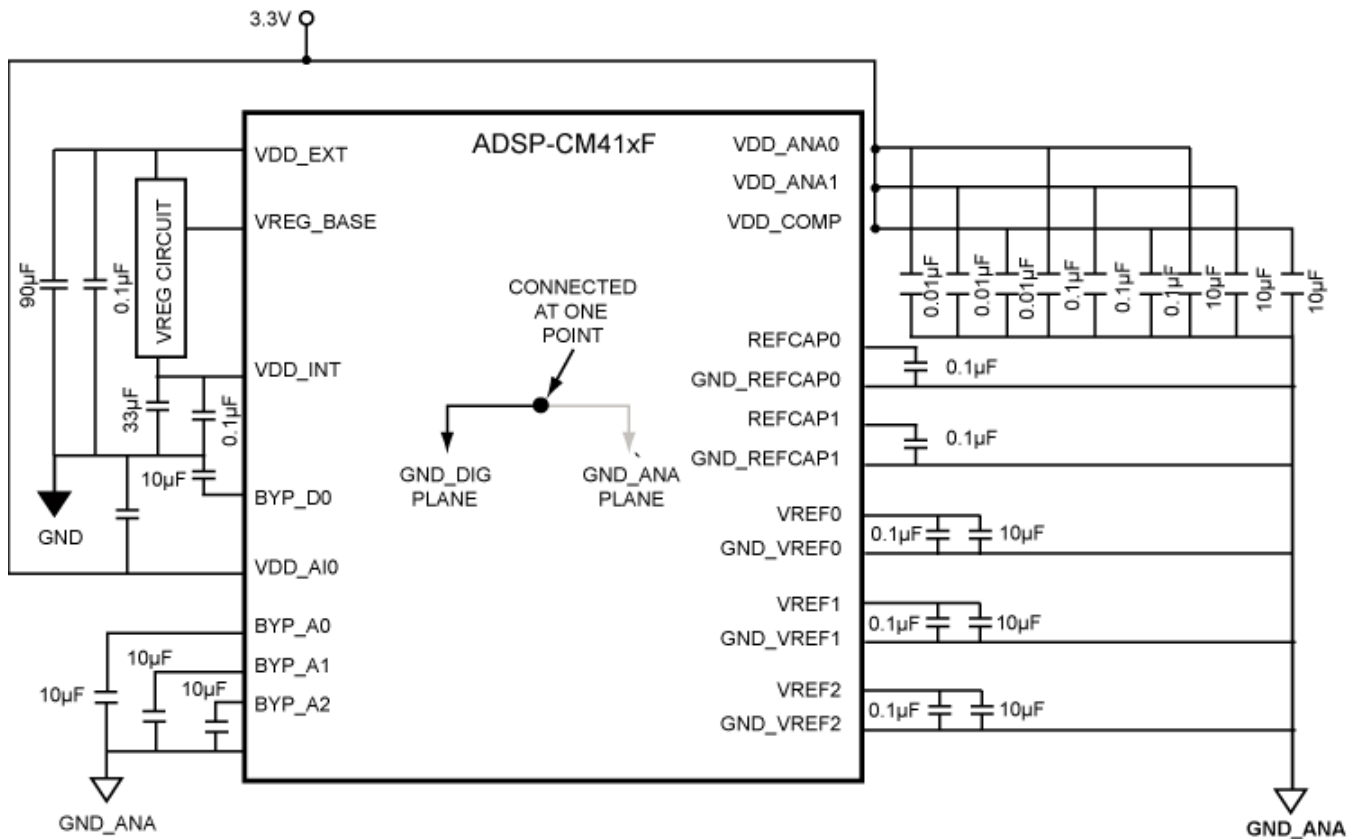 3.3V
ADSP-CM41xF
VDD_EXT
VREG_BASE
VDD_INT
BYP_D0
VDD_AI0
BYP_A0
BYP_A1
BYP_A2
VREG CIRCUIT
90µF
0.1µF
33µF
0.1µF
10µF
GND
10µF
10µF
10µF
GND_ANA
CONNECTED
AT ONE
POINT
GND_DIG
PLANE
GND_ANA
PLANE
VDD_ANA0
VDD_ANA1
VDD_COMP
REFCAP0
GND_REFCAP0
REFCAP1
GND_REFCAP1
VREF0
GND_VREF0
VREF1
GND_VREF1
VREF2
GND_VREF2
0.01µF
0.01µF
0.01µF
0.1µF
0.1µF
0.1µF
10µF
10µF
10µF
0.1µF
0.1µF
0.1µF
10µF
0.1µF
10µF
0.1µF
10µF
GND_ANA